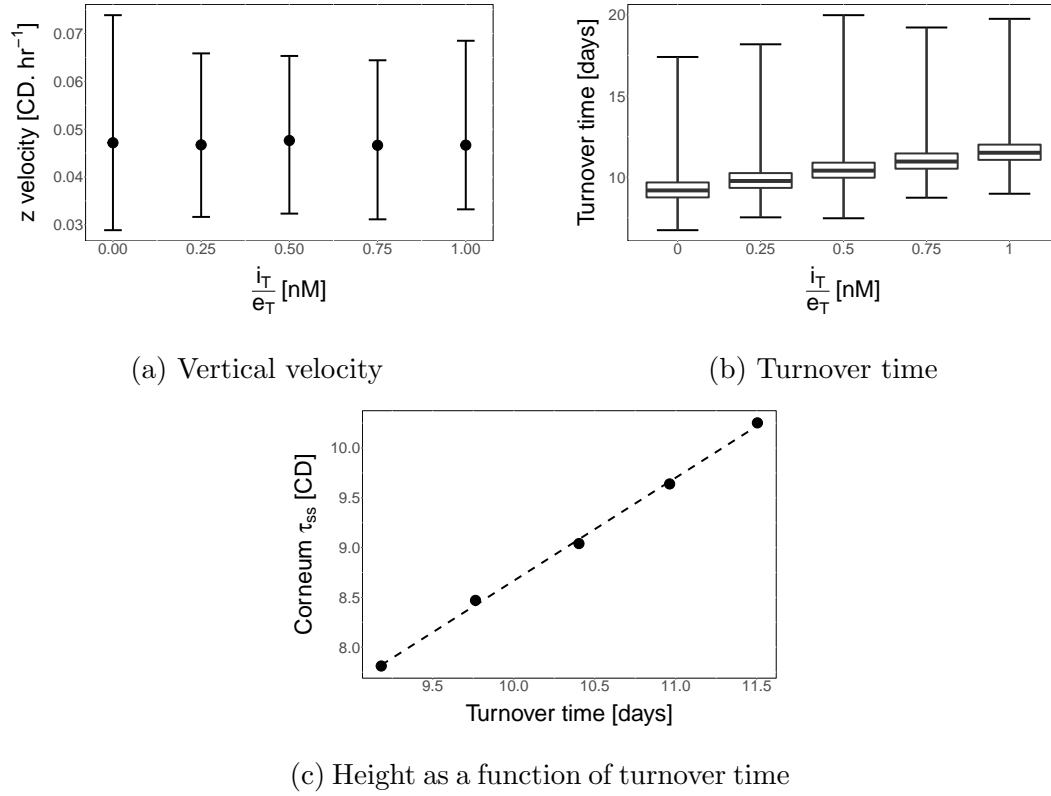 z velocity [CD. hr⁻¹]
0.07
0.06
0.05
0.04
0.03
0.00 0.25 0.50 0.75 1.00
i_T
e_T [nM]
(a) Vertical velocity
Turnover time [days]
20
15
10
0 0.25 0.5 0.75 1
i_T
e_T [nM]
(b) Turnover time
Corneum τ_ss [CD]
10.0
9.5
9.0
8.5
8.0
9.5 10.0 10.5 11.0 11.5
Turnover time [days]
(c) Height as a function of turnover time